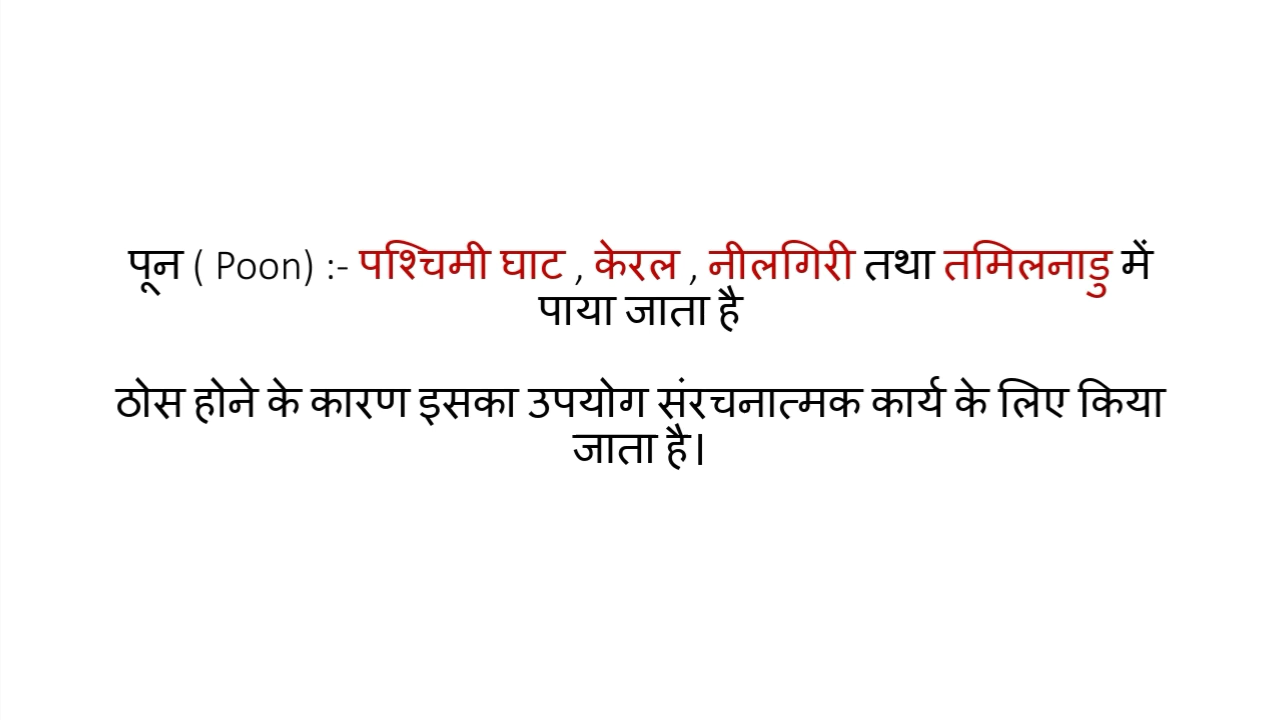 पून ( Poon) :- पश्चिमी घाट , केरल , नीलगिरी तथा तमिलनाडु में
पाया जाता है
ठोस होने के कारण इसका उपयोग संरचनात्मक कार्य के लिए किया
जाता है।